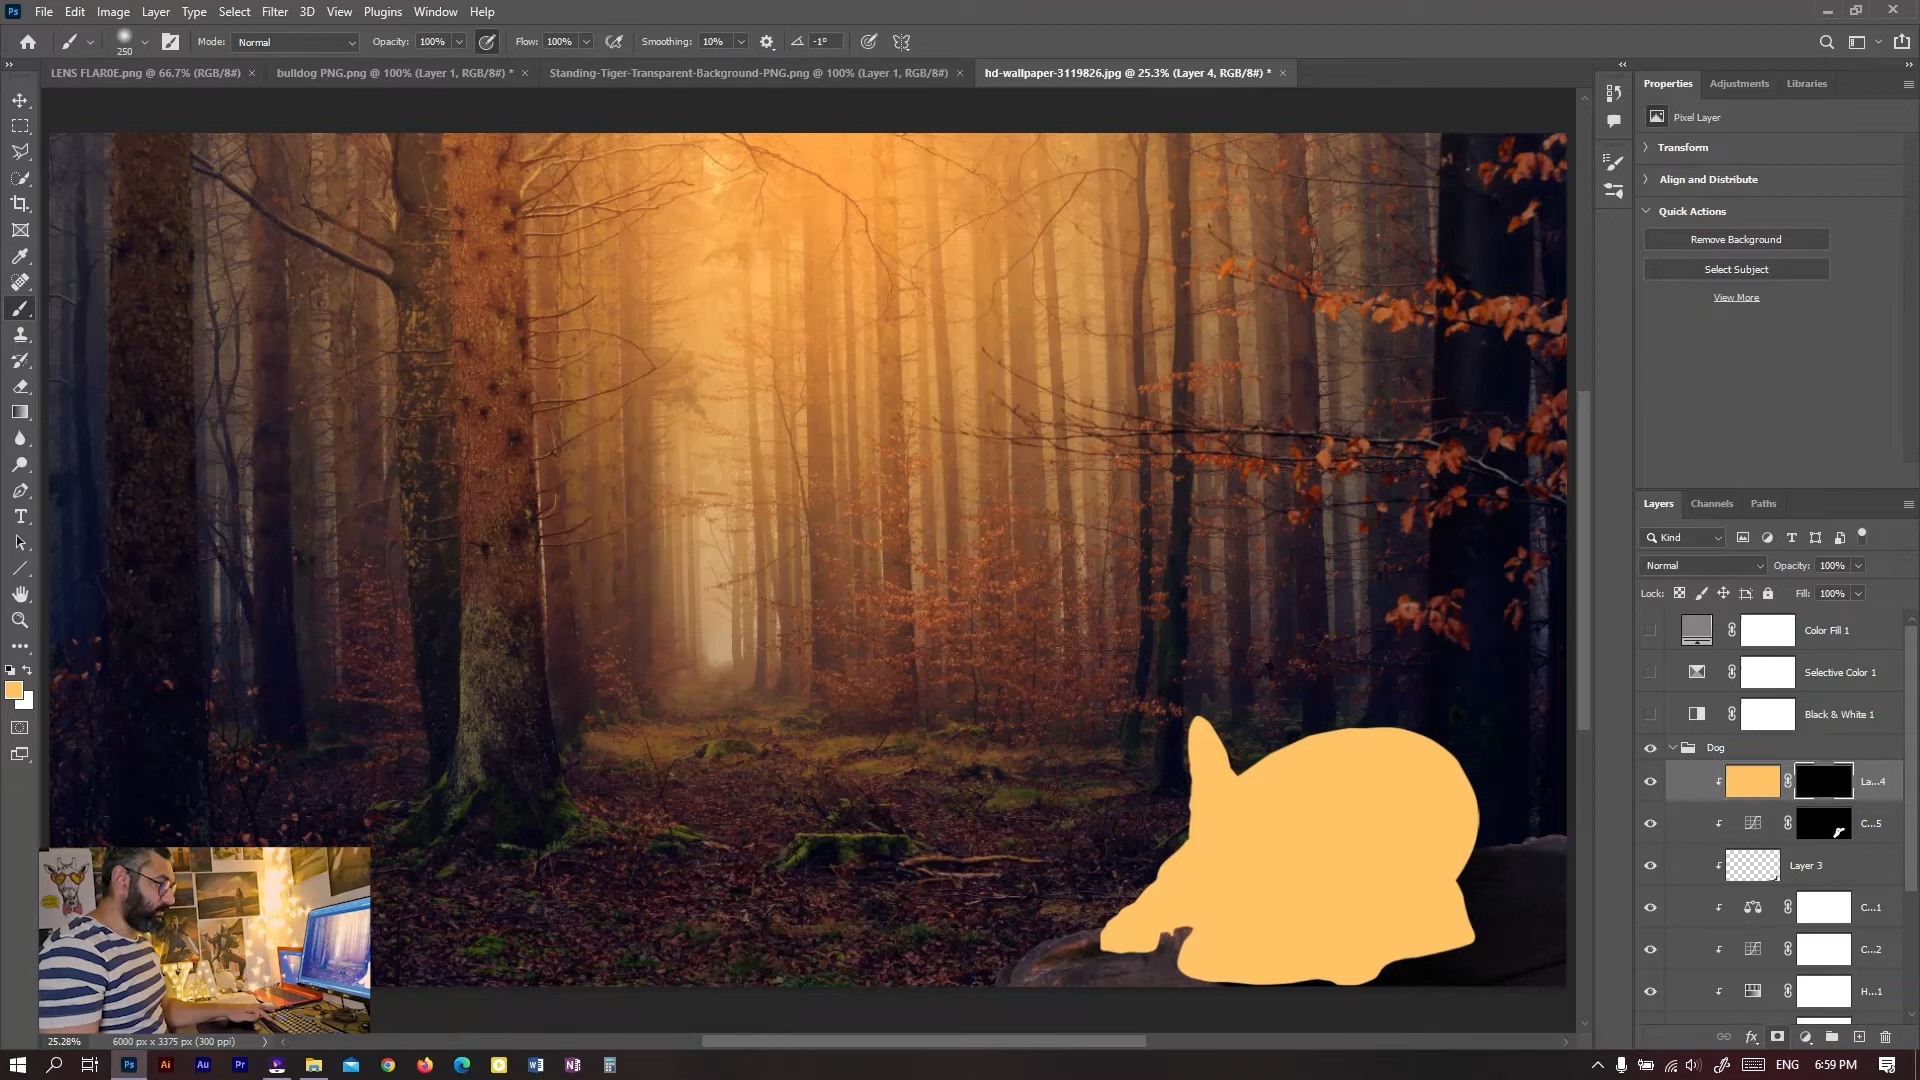 Ps File Edit Image Layer Type Select Filter 3D View Plugins Window Help
250 Mode: Normal Opacity: 100% Flow: 100% Smoothing: 10% -1°
LENS FLAR0E.png @ 66.7% (RGB/8#) × bulldog PNG.png @ 100% (Layer 1, RGB/8#) * × Standing-Tiger-Transparent-Background-PNG.png @ 100% (Layer 1, RGB/8#) × hd-wallpaper-3119826.jpg @ 25.3% (Layer 4, RGB/8#) * ×
Properties Adjustments Libraries
Pixel Layer
Transform
Align and Distribute
Quick Actions
Remove Background
Select Subject
View More
Layers Channels Paths
Kind
Normal Opacity: 100%
Lock: Fill: 100%
Color Fill 1
Selective Color 1
Black & White 1
Dog
La...4
C...5
Layer 3
C...1
C...2
H...1
25.28% 6000 px x 3375 px (300 ppi)
Ps Ai Au Pr W N ENG 6:59 PM